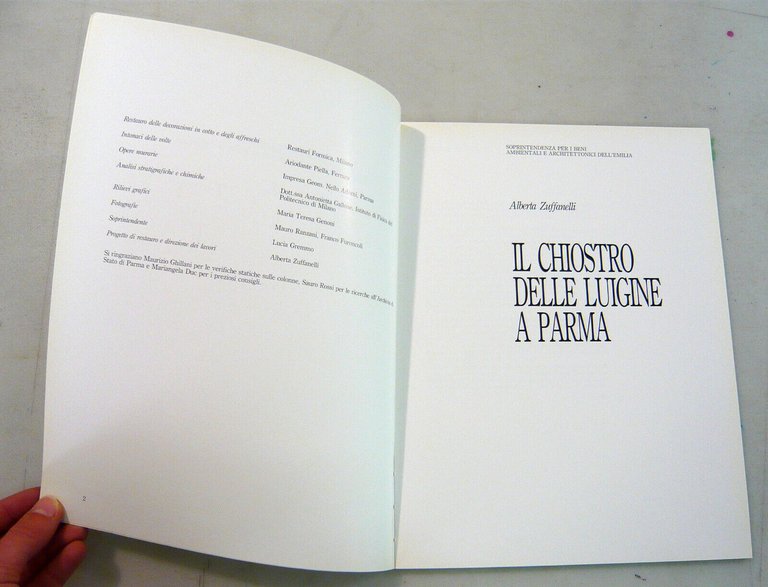 Restauro delle decorazioni in cotto e degli affreschi
Restauri Formica, Milano
Intonaci delle volte
Ariodante Piella, Ferrara
Opere murarie
Impresa Geom. Nello Azzoni, Parma
Analisi stratigrafiche e chimiche
Dott.ssa Antonietta Gallone, Instituto di Fisica del
Politecnico di Milano
Rilievi grafici
Maria Teresa Genoni
Fotografie
Mauro Ranzani, Franco Furoncoli
Soprintendente
Lucia Gremmo
Progetto di restauro e direzione dei lavori
Alberta Zuffanelli
Si ringraziano Maurizio Ghillani per le verifiche statiche sulle colonne, Sauro Rossi per le ricerche all'Archivio di
Stato di Parma e Mariangela Duc per i preziosi consigli.
2
SOPRINTENDENZA PER I BENI
AMBIENTALI E ARCHITETTONICI DELL'EMILIA
Alberta Zuffanelli
IL CHIOSTRO
DELLE LUIGINE
A PARMA